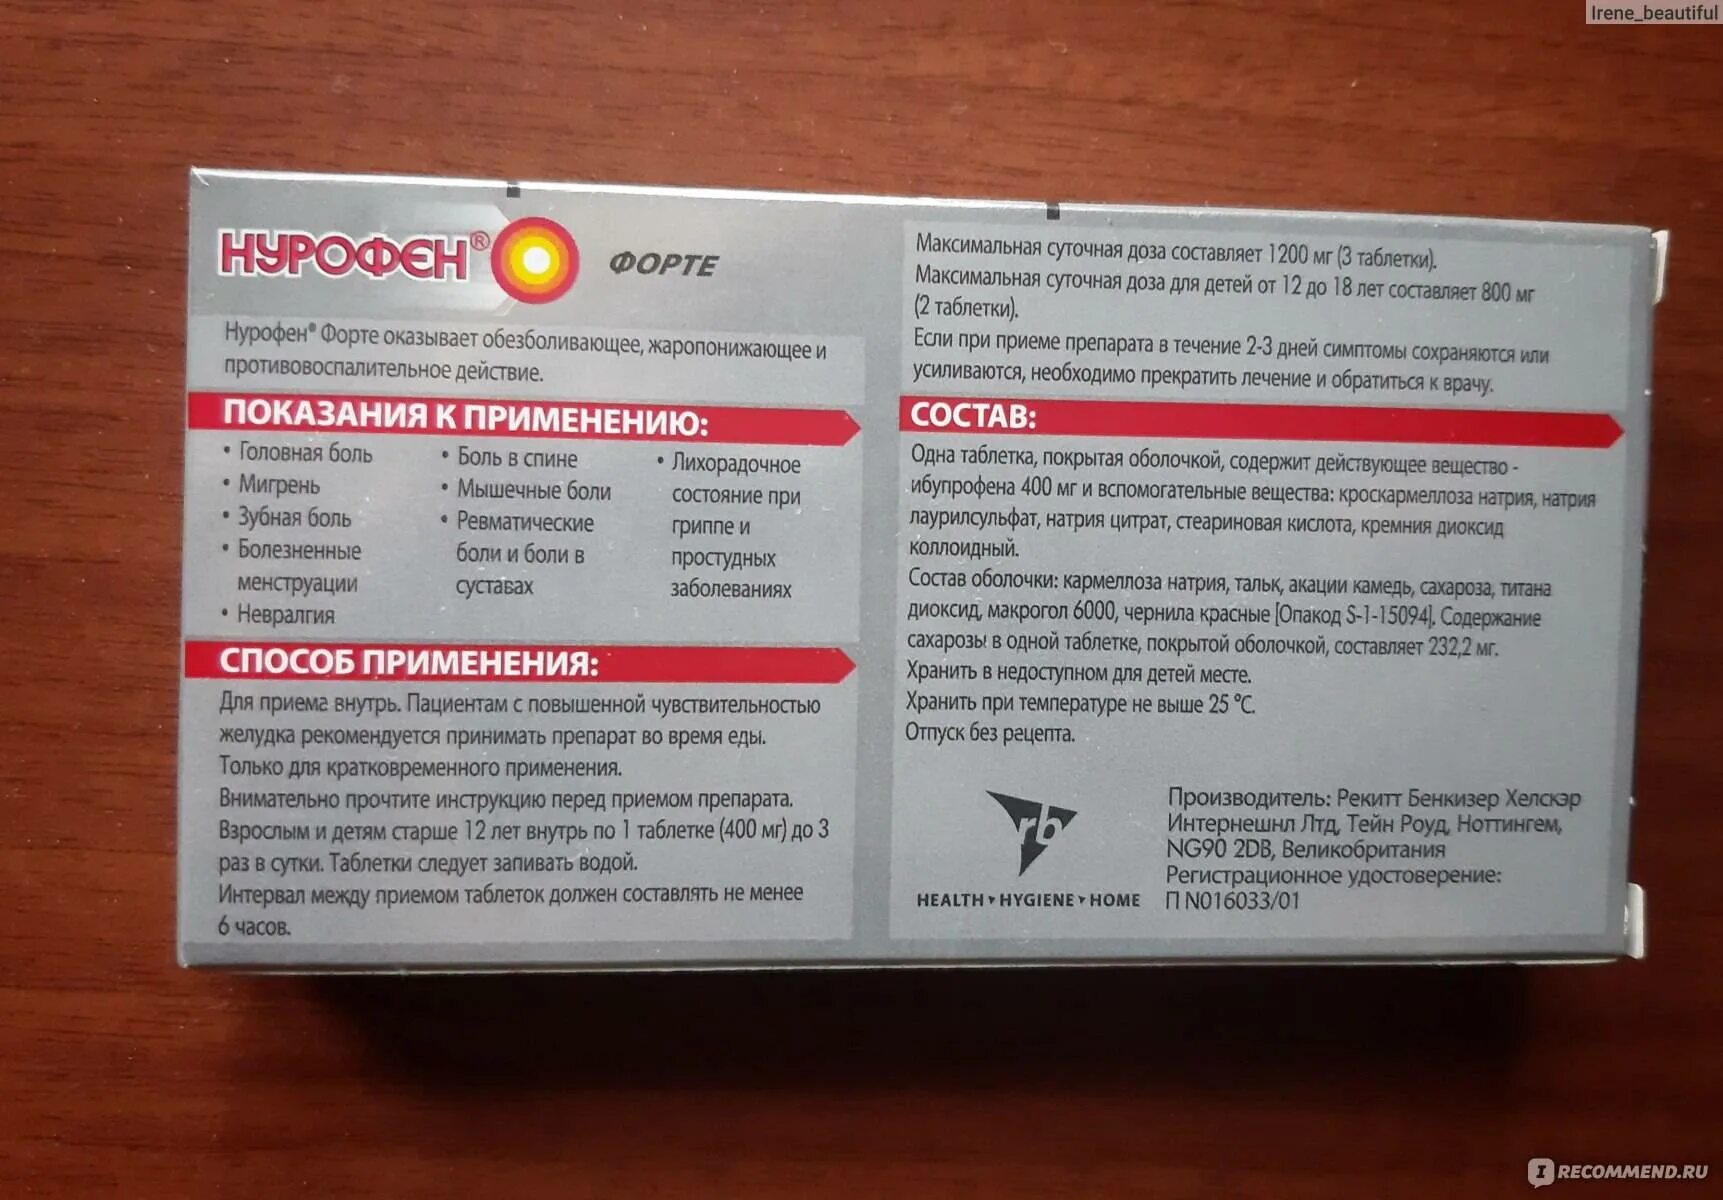 Irene_beautiful
НУРОФЕН® ФОРТЕ
Нурофен® Форте оказывает обезболивающее, жаропонижающее и
противовоспалительное действие.
ПОКАЗАНИЯ К ПРИМЕНЕНИЮ:
• Головная боль
• Мигрень
• Зубная боль
• Болезненные
менструации
• Невралгия
• Боль в спине
• Мышечные боли
• Ревматические
боли и боли в
суставах
• Лихорадочное
состояние при
гриппе и
простудных
заболеваниях
СПОСОБ ПРИМЕНЕНИЯ:
Для приема внутрь. Пациентам с повышенной чувствительностью
желудка рекомендуется принимать препарат во время еды.
Только для кратковременного применения.
Внимательно прочтите инструкцию перед приемом препарата.
Взрослым и детям старше 12 лет внутрь по 1 таблетке (400 мг) до 3
раз в сутки. Таблетки следует запивать водой.
Интервал между приемом таблеток должен составлять не менее
6 часов.
Максимальная суточная доза составляет 1200 мг (3 таблетки).
Максимальная суточная доза для детей от 12 до 18 лет составляет 800 мг
(2 таблетки).
Если при приеме препарата в течение 2-3 дней симптомы сохраняются или
усиливаются, необходимо прекратить лечение и обратиться к врачу.
СОСТАВ:
Одна таблетка, покрытая оболочкой, содержит действующее вещество -
ибупрофена 400 мг и вспомогательные вещества: кроскармеллоза натрия, натрия
лаурилсульфат, натрия цитрат, стеариновая кислота, кремния диоксид
коллоидный.
Состав оболочки: кармеллоза натрия, тальк, акации камедь, сахароза, титана
диоксид, макрогол 6000, чернила красные [Опакод S-1-15094]. Содержание
сахарозы в одной таблетке, покрытой оболочкой, составляет 232,2 мг.
Хранить в недоступном для детей месте.
Хранить при температуре не выше 25 °C.
Отпуск без рецепта.
rb
HEALTH ▾ HYGIENE ▾ HOME
Производитель: Рекитт Бенкизер Хелскэр
Интернешнл Лтд, Тейн Роуд, Ноттингем,
NG90 2DB, Великобритания
Регистрационное удостоверение:
П N016033/01
IRECOMMEND.RU